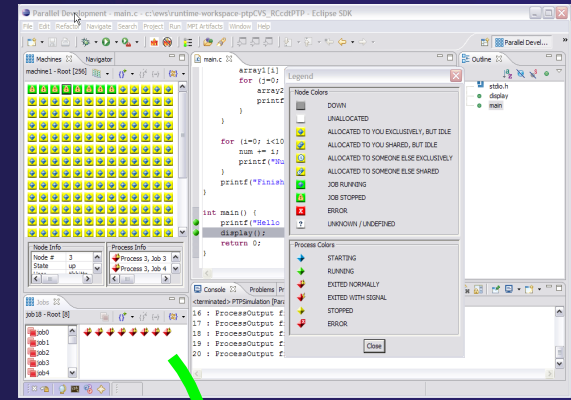 Parallel Development - main.c - c:\ews\runtime-workspace-ptpCVS_RC.cdtPTP - Eclipse SDK
File Edit Refactor Navigate Search Project Run MPI Artifacts Window Help
Parallel Devel... »
Machines Navigator
machine1 - Root [256]
Node Info
Node # 3
State up
Process Info
Process 3, Job 3
Process 3, Job 4
Jobs
job18 - Root [8]
job0
job1
job2
job3
job4
main.c
array1[i]
for (j=0;
array2
printf
}
}
for (i=0; i<10
num += i;
printf("Nu
}
printf("Finish
}
int main() {
printf("Hello
display();
return 0;
}
Console Problems Pr
<terminated> PTPSimulation [Para
16 : ProcessOutput f
17 : ProcessOutput f
18 : ProcessOutput f
19 : ProcessOutput f
20 : ProcessOutput f
Legend
Node Colors
DOWN
UNALLOCATED
ALLOCATED TO YOU EXCLUSIVELY, BUT IDLE
ALLOCATED TO YOU SHARED, BUT IDLE
ALLOCATED TO SOMEONE ELSE EXCLUSIVELY
ALLOCATED TO SOMEONE ELSE SHARED
JOB RUNNING
JOB STOPPED
ERROR
? UNKNOWN / UNDEFINED
Process Colors
STARTING
RUNNING
EXITED NORMALLY
EXITED WITH SIGNAL
STOPPED
ERROR
Close
Outline
stdio.h
display
main